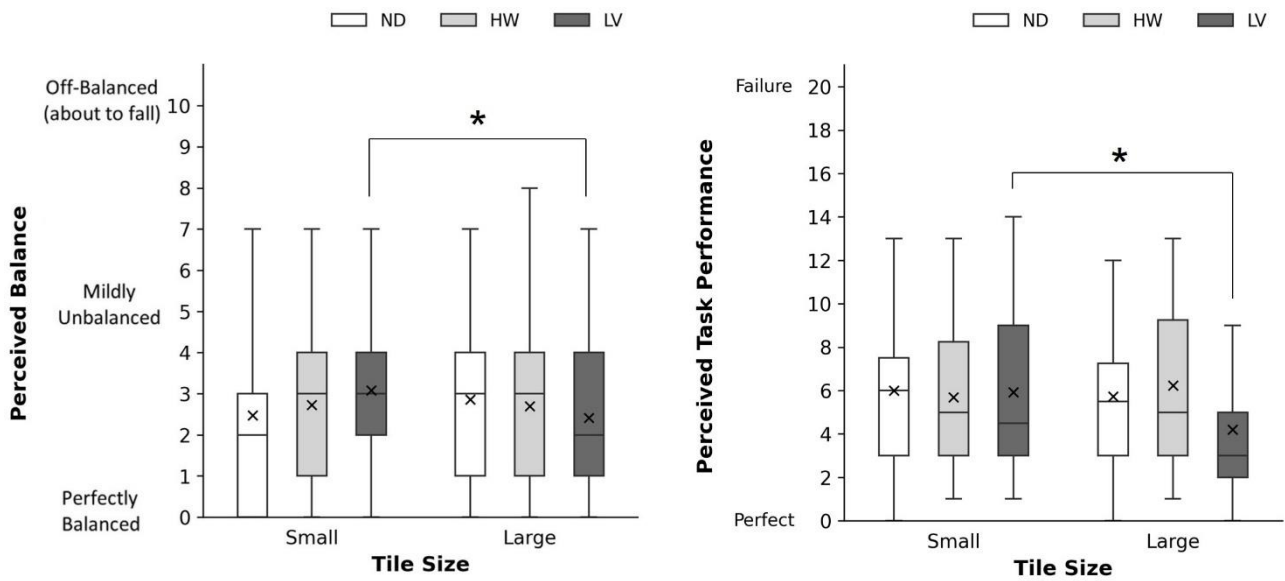 ND HW LV
Off-Balanced
(about to fall)
Mildly
Unbalanced
Perfectly
Balanced
Perceived Balance
10
9
8
7
6
5
4
3
2
1
0
*
Small Large
Tile Size
ND HW LV
Failure
Perfect
Perceived Task Performance
20
18
16
14
12
10
8
6
4
2
0
*
Small Large
Tile Size